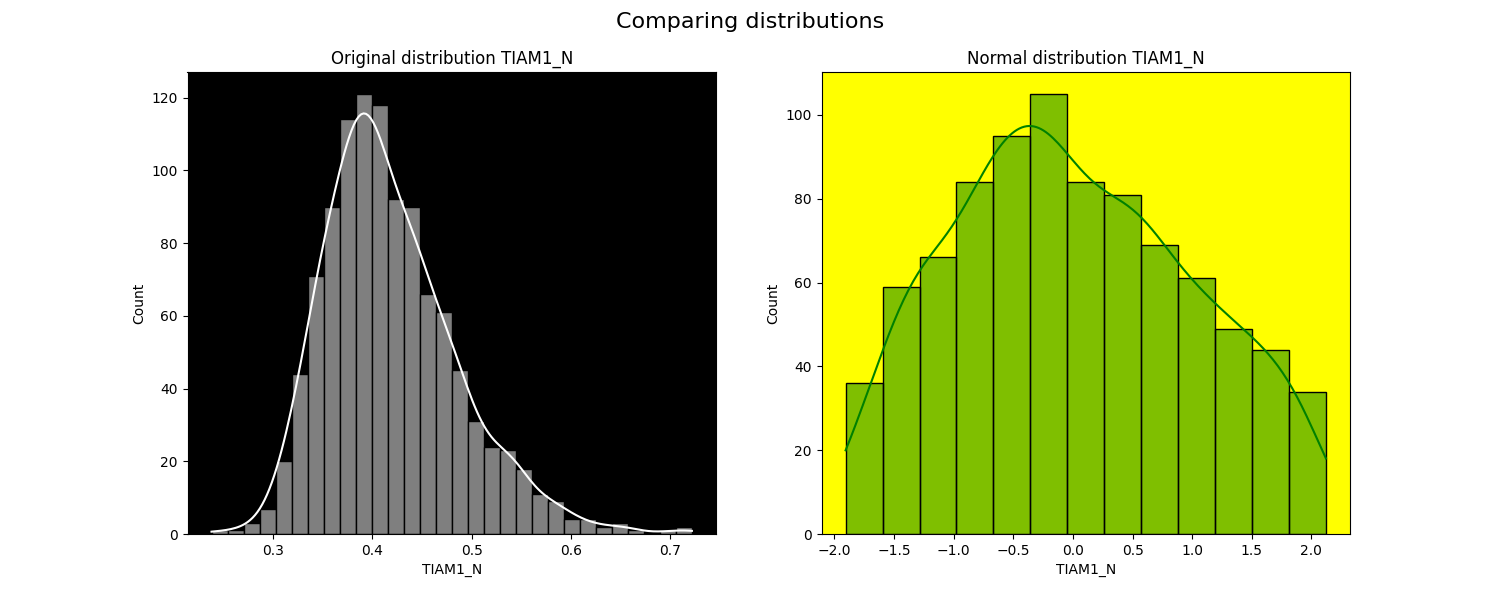 Comparing distributions
Original distribution TIAM1_N
Count
120
100
80
60
40
20
0
0.3 0.4 0.5 0.6 0.7
TIAM1_N
Normal distribution TIAM1_N
Count
100
80
60
40
20
0
−2.0 −1.5 −1.0 −0.5 0.0 0.5 1.0 1.5 2.0
TIAM1_N